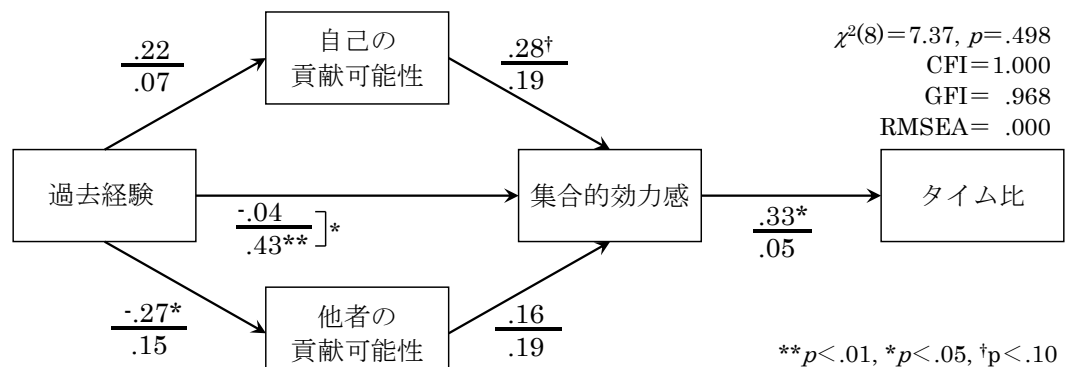 自己の
貢献可能性
.22
.07
.28†
.19
χ²(8)=7.37, p=.498
CFI=1.000
GFI= .968
RMSEA= .000
過去経験
集合的効力感
タイム比
-.04
.43**
*
.33*
.05
-.27*
.15
他者の
貢献可能性
.16
.19
**p<.01, *p<.05, †p<.10